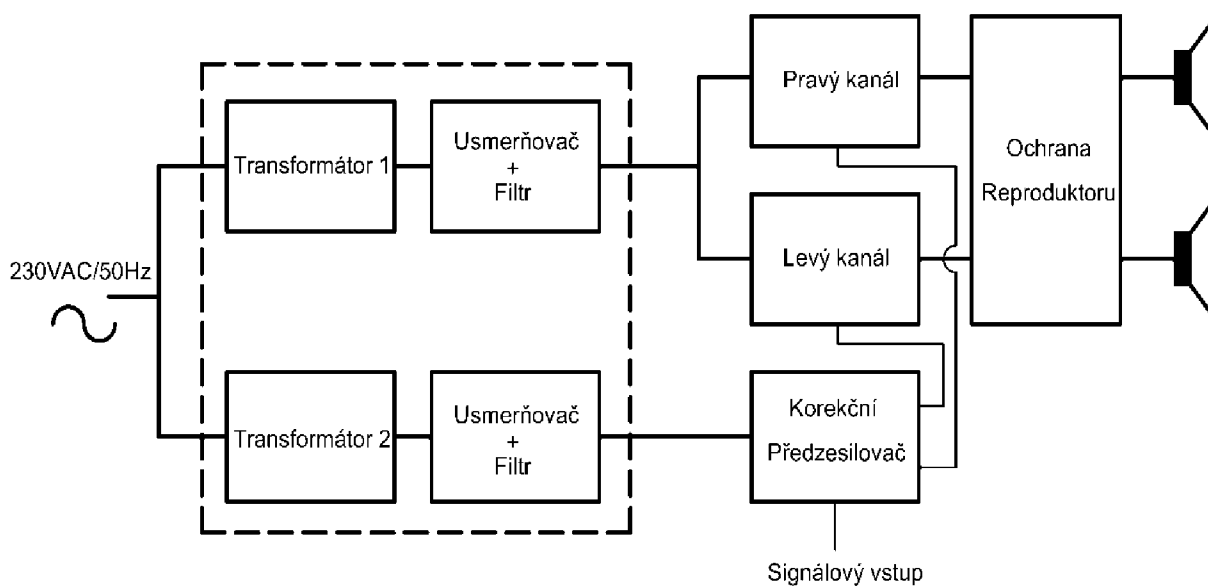 230VAC/50Hz
Transformátor 1
Usmerňovač
+
Filtr
Pravý kanál
Levý kanál
Ochrana
Reproduktoru
Transformátor 2
Usmerňovač
+
Filtr
Korekční
Předzesilovač
Signálový vstup